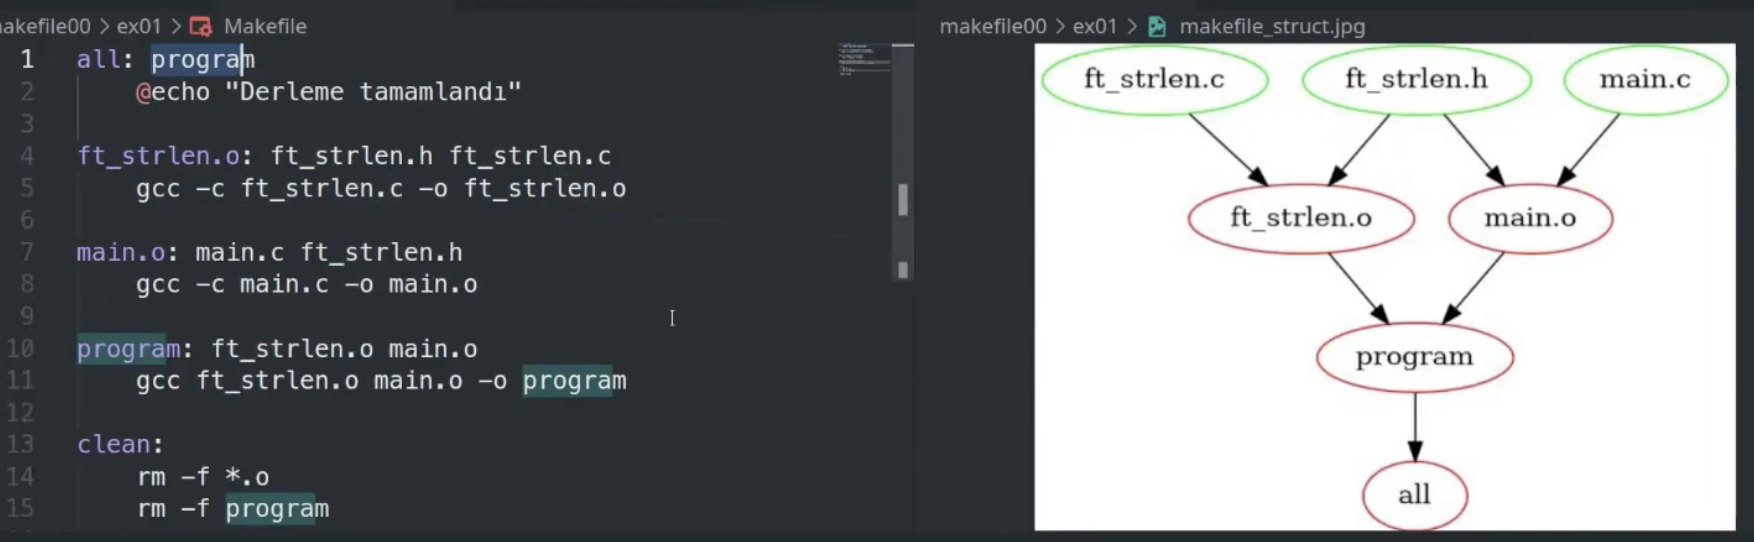 makefile00 > ex01 > Makefile
1 all: program
2 @echo "Derleme tamamlandı"
3
4 ft_strlen.o: ft_strlen.h ft_strlen.c
5 gcc -c ft_strlen.c -o ft_strlen.o
6
7 main.o: main.c ft_strlen.h
8 gcc -c main.c -o main.o
9
10 program: ft_strlen.o main.o
11 gcc ft_strlen.o main.o -o program
12
13 clean:
14 rm -f *.o
15 rm -f program
makefile00 > ex01 > makefile_struct.jpg
ft_strlen.c ft_strlen.h main.c
ft_strlen.o main.o
program
all